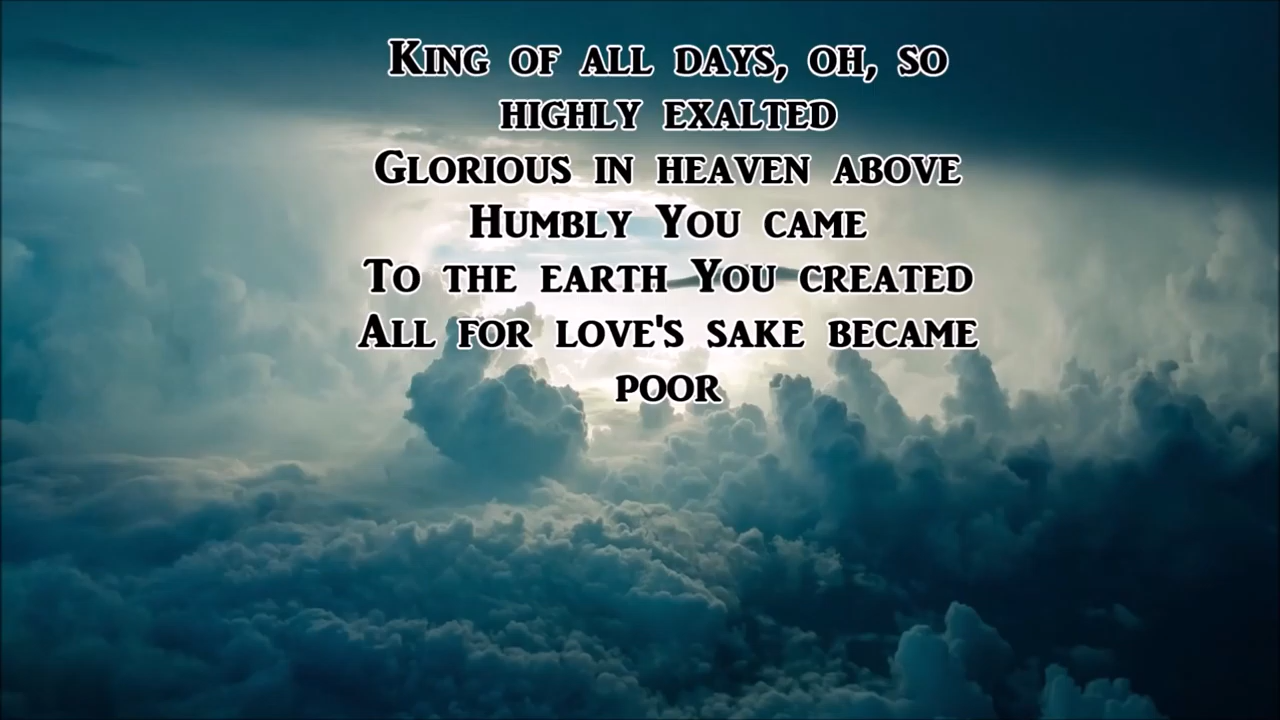 King of all days, oh, so
highly exalted
Glorious in heaven above
Humbly You came
To the earth You created
All for love's sake became
poor